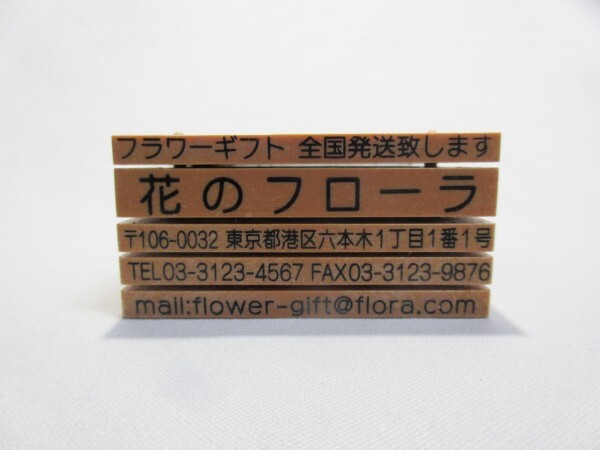 フラワーギフト 全国発送致します
花のフローラ
〒106-0032 東京都港区六本木1丁目1番1号
TEL03-3123-4567 FAX03-3123-9876
mail:flower-gift@flora.com